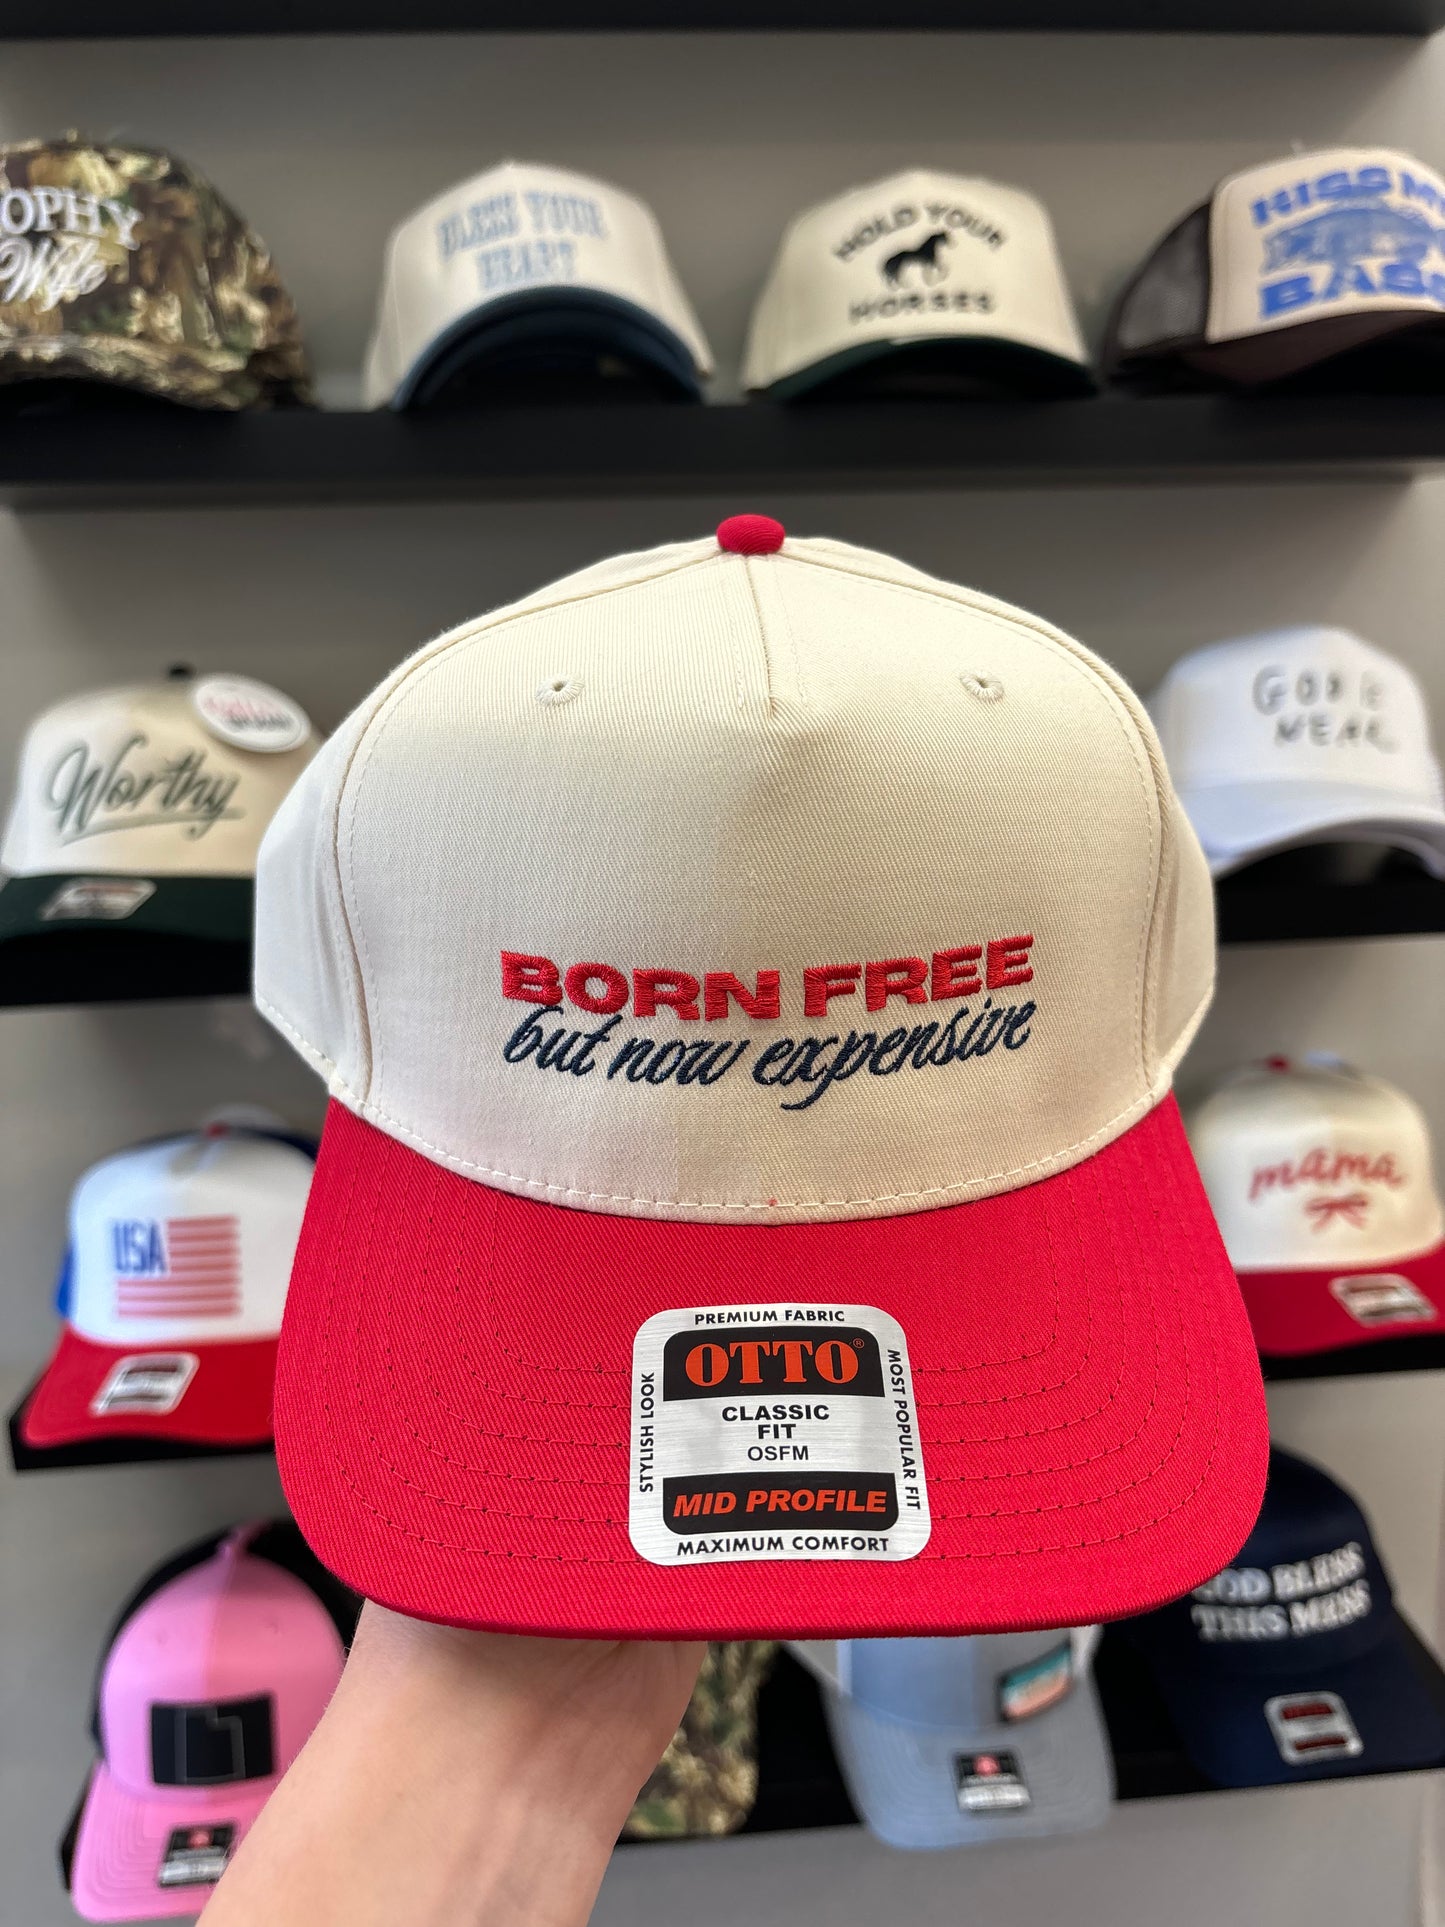 OPHY
Wife
BLESS YOUR
HEART
HOLD YOUR
HORSES
KISS MY
BASS
Worthy
BORN FREE
but now expensive
USA
mama
PREMIUM FABRIC
OTTO®
CLASSIC
FIT
OSFM
MID PROFILE
MAXIMUM COMFORT
STYLISH LOOK
MOST POPULAR FIT
GOD BLESS
THIS MESS